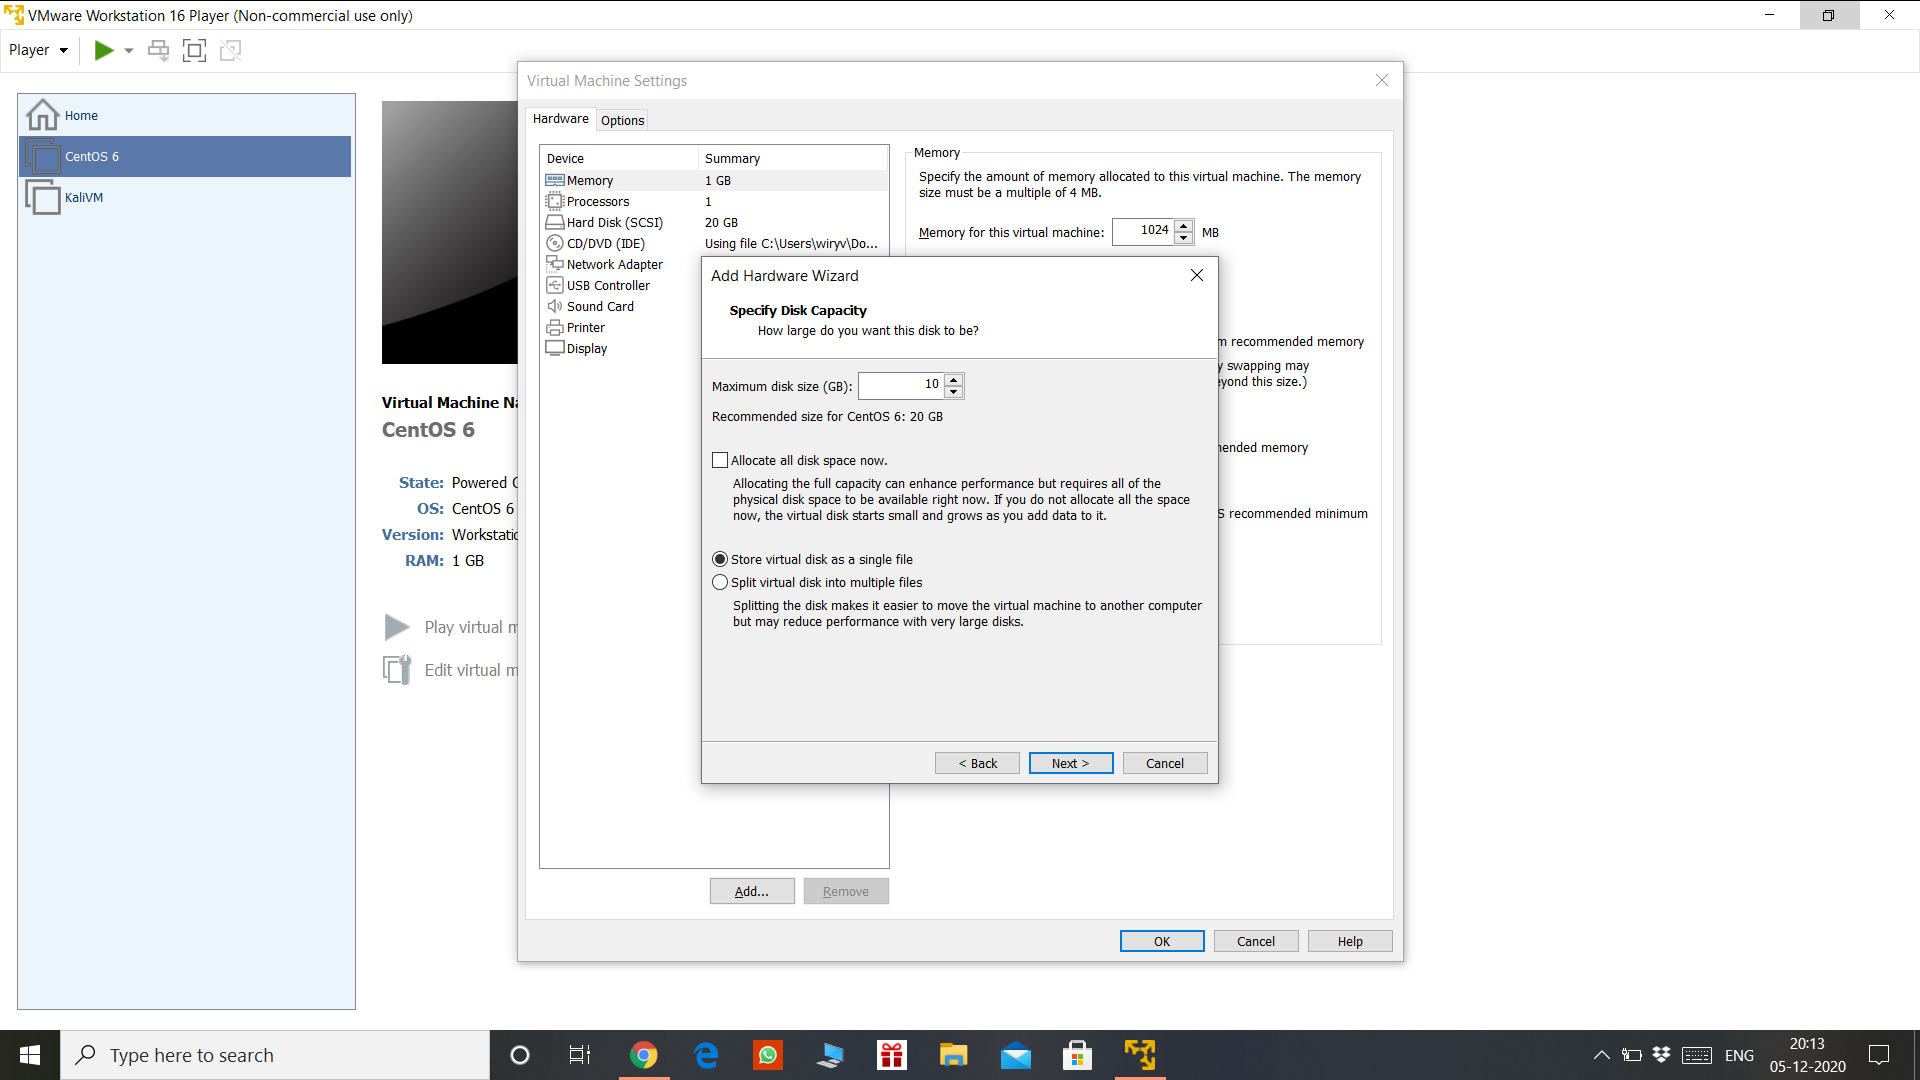 VMware Workstation 16 Player (Non-commercial use only)
Player
Home
CentOS 6
KaliVM
Virtual Machine Na
CentOS 6
State: Powered
OS: CentOS 6
Version: Workstatio
RAM: 1 GB
Play virtual m
Edit virtual m
Virtual Machine Settings
Hardware Options
Device Summary
Memory 1 GB
Processors 1
Hard Disk (SCSI) 20 GB
CD/DVD (IDE) Using file C:\Users\wiryv\Do...
Network Adapter
USB Controller
Sound Card
Printer
Display
Add... Remove
Memory
Specify the amount of memory allocated to this virtual machine. The memory
size must be a multiple of 4 MB.
Memory for this virtual machine: 1024 MB
m recommended memory
y swapping may
eyond this size.)
ended memory
S recommended minimum
Add Hardware Wizard
Specify Disk Capacity
How large do you want this disk to be?
Maximum disk size (GB): 10
Recommended size for CentOS 6: 20 GB
Allocate all disk space now.
Allocating the full capacity can enhance performance but requires all of the
physical disk space to be available right now. If you do not allocate all the space
now, the virtual disk starts small and grows as you add data to it.
Store virtual disk as a single file
Split virtual disk into multiple files
Splitting the disk makes it easier to move the virtual machine to another computer
but may reduce performance with very large disks.
< Back Next > Cancel
OK Cancel Help
Type here to search
ENG
20:13
05-12-2020